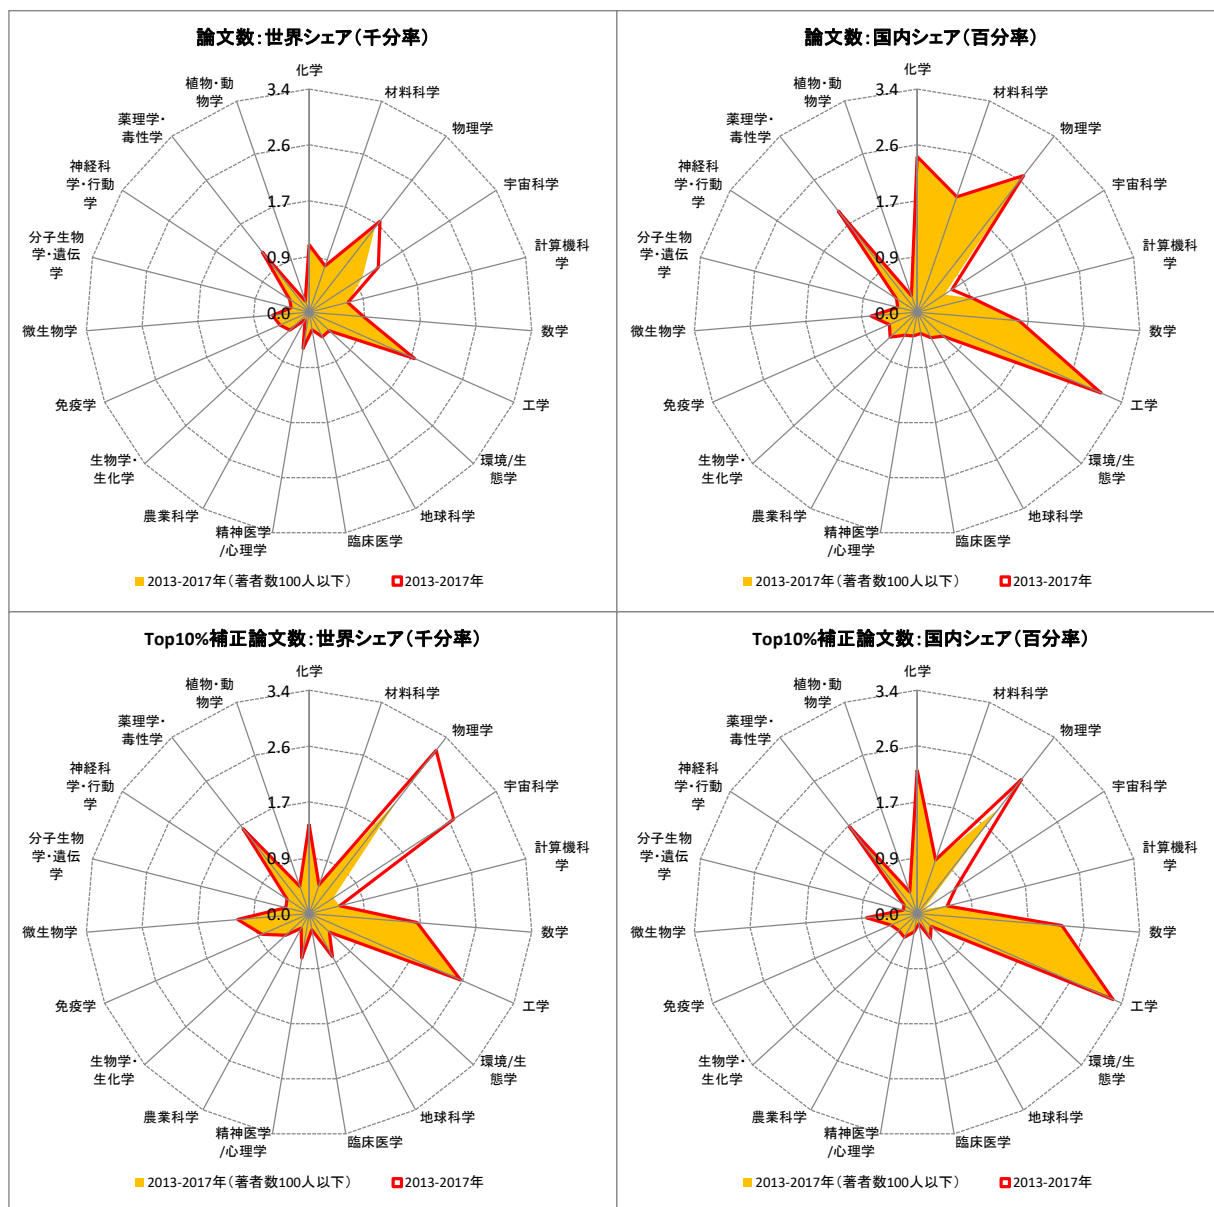 論文数：世界シェア（千分率）
化学
材料科学
物理学
宇宙科学
計算機科
学
数学
工学
環境/生
態学
地球科学
臨床医学
精神医学
/心理学
農業科学
生物学・
生化学
免疫学
微生物学
分子生物
学・遺伝
学
神経科
学・行動
学
薬理学・
毒性学
植物・動
物学
3.4
2.6
1.7
0.9
0.0
2013-2017年（著者数100人以下）
2013-2017年
論文数：国内シェア（百分率）
化学
材料科学
物理学
宇宙科学
計算機科
学
数学
工学
環境/生
態学
地球科学
臨床医学
精神医学
/心理学
農業科学
生物学・
生化学
免疫学
微生物学
分子生物
学・遺伝
学
神経科
学・行動
学
薬理学・
毒性学
植物・動
物学
3.4
2.6
1.7
0.9
0.0
2013-2017年（著者数100人以下）
2013-2017年
Top10%補正論文数：世界シェア（千分率）
化学
材料科学
物理学
宇宙科学
計算機科
学
数学
工学
環境/生
態学
地球科学
臨床医学
精神医学
/心理学
農業科学
生物学・
生化学
免疫学
微生物学
分子生物
学・遺伝
学
神経科
学・行動
学
薬理学・
毒性学
植物・動
物学
3.4
2.6
1.7
0.9
0.0
2013-2017年（著者数100人以下）
2013-2017年
Top10%補正論文数：国内シェア（百分率）
化学
材料科学
物理学
宇宙科学
計算機科
学
数学
工学
環境/生
態学
地球科学
臨床医学
精神医学
/心理学
農業科学
生物学・
生化学
免疫学
微生物学
分子生物
学・遺伝
学
神経科
学・行動
学
薬理学・
毒性学
植物・動
物学
3.4
2.6
1.7
0.9
0.0
2013-2017年（著者数100人以下）
2013-2017年